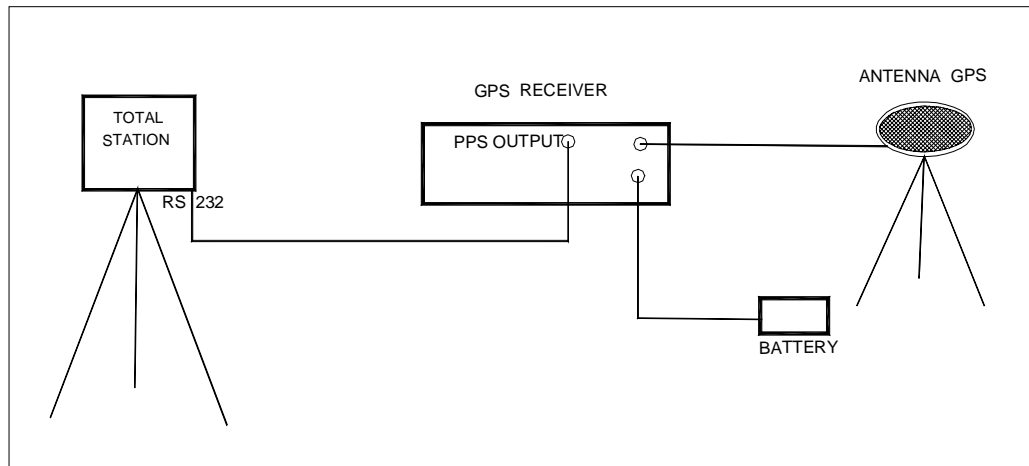 TOTAL
STATION
RS 232
GPS RECEIVER
PPS OUTPUT
ANTENNA GPS
BATTERY